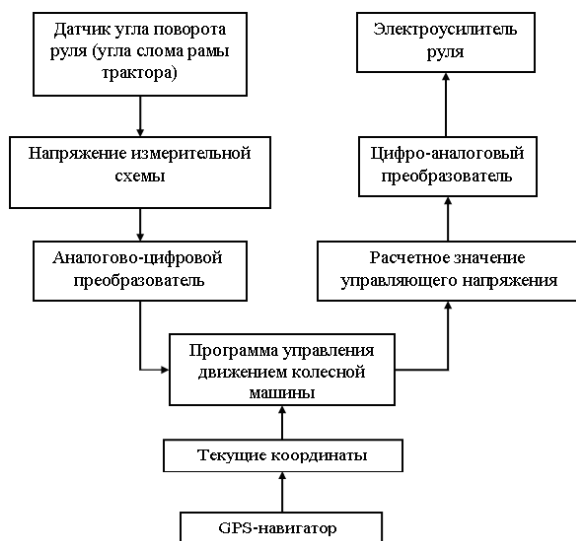 Датчик угла поворота
руля (угла слома рамы
трактора)
Напряжение измерительной
схемы
Аналогово-цифровой
преобразователь
Электроусилитель
руля
Цифро-аналоговый
преобразователь
Расчетное значение
управляющего напряжения
Программа управления
движением колесной
машины
Текущие координаты
GPS-навигатор